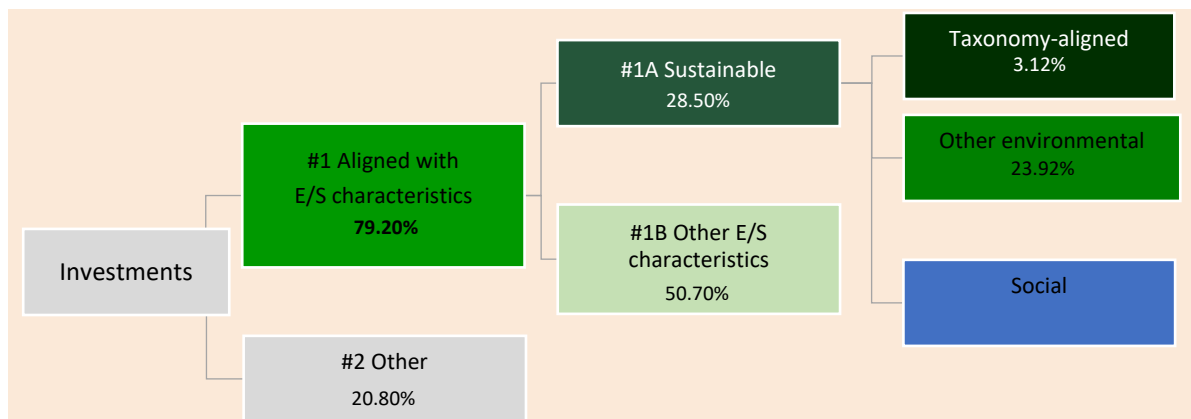 Investments
#1 Aligned with
E/S characteristics
79.20%
#2 Other
20.80%
#1A Sustainable
28.50%
#1B Other E/S
characteristics
50.70%
Taxonomy-aligned
3.12%
Other environmental
23.92%
Social